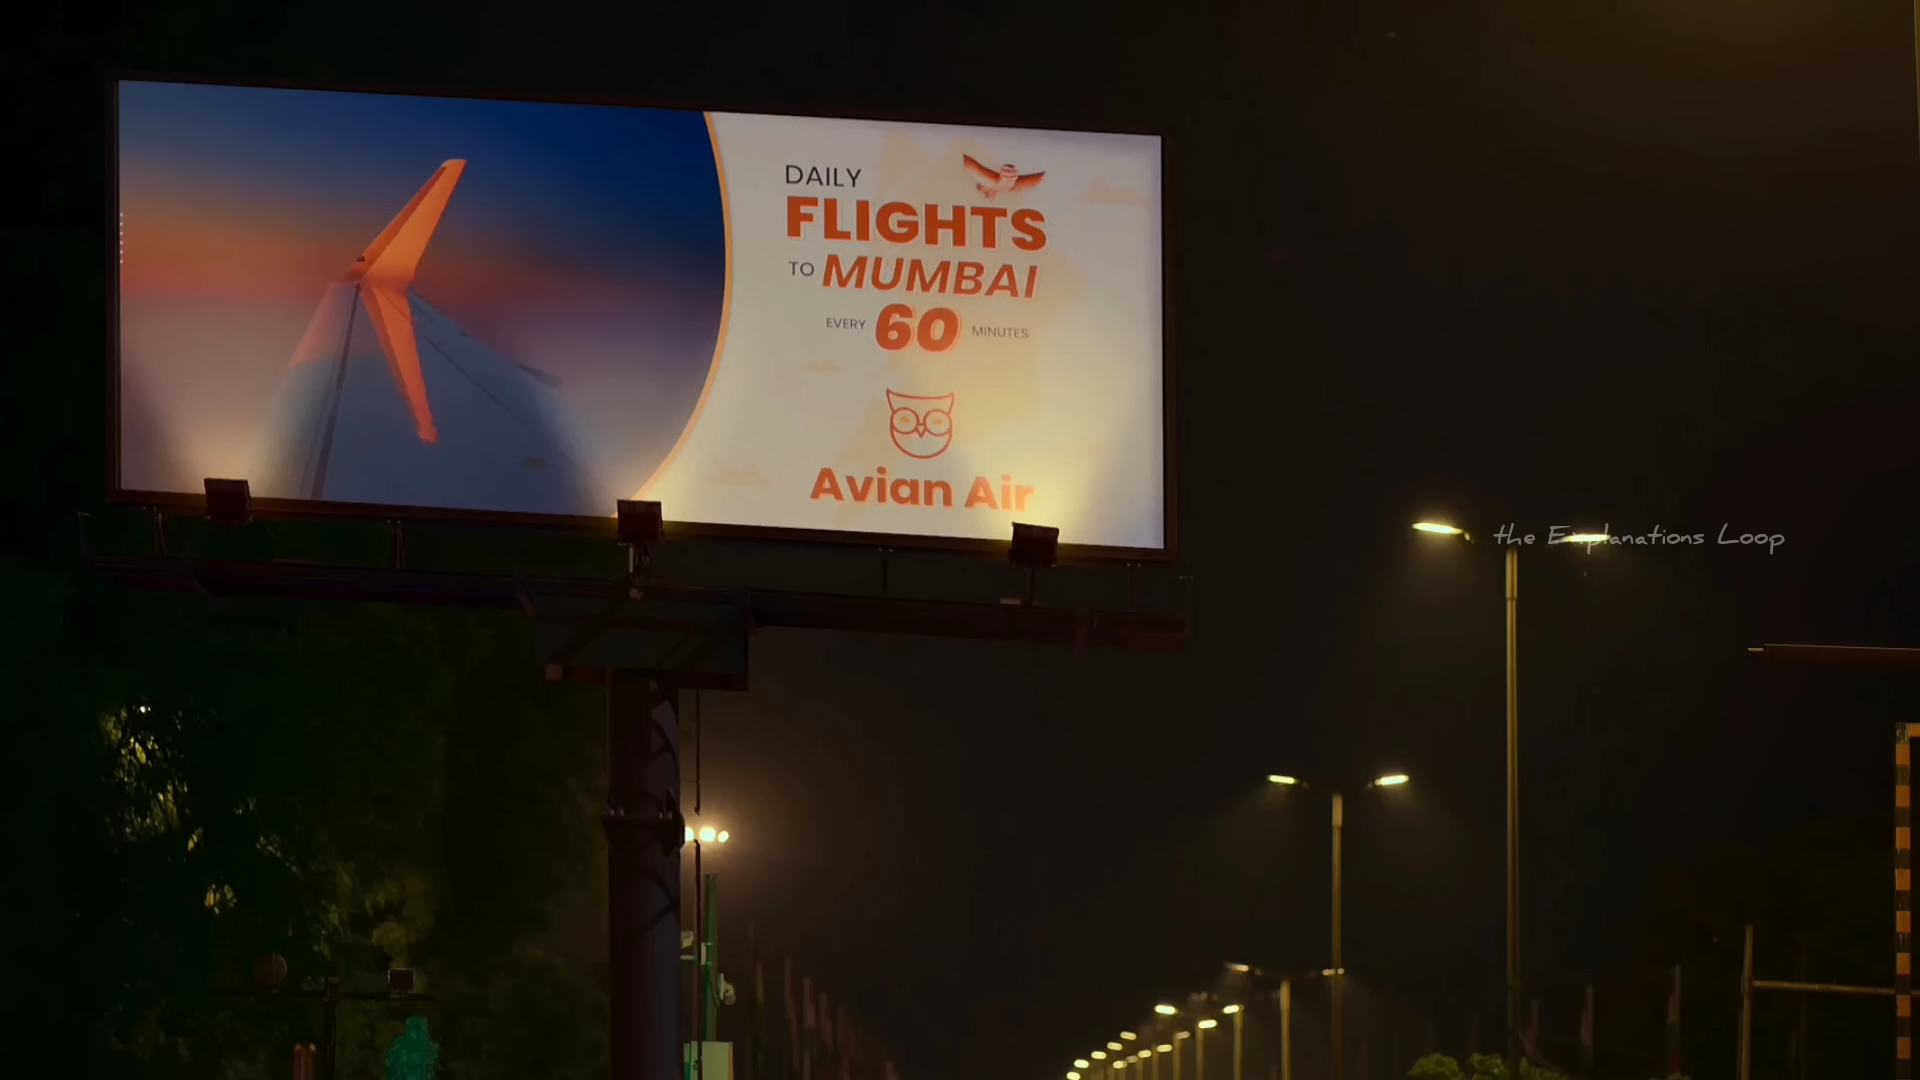 DAILY
FLIGHTS
TO MUMBAI
EVERY 60 MINUTES
Avian Air
the Explanations Loop